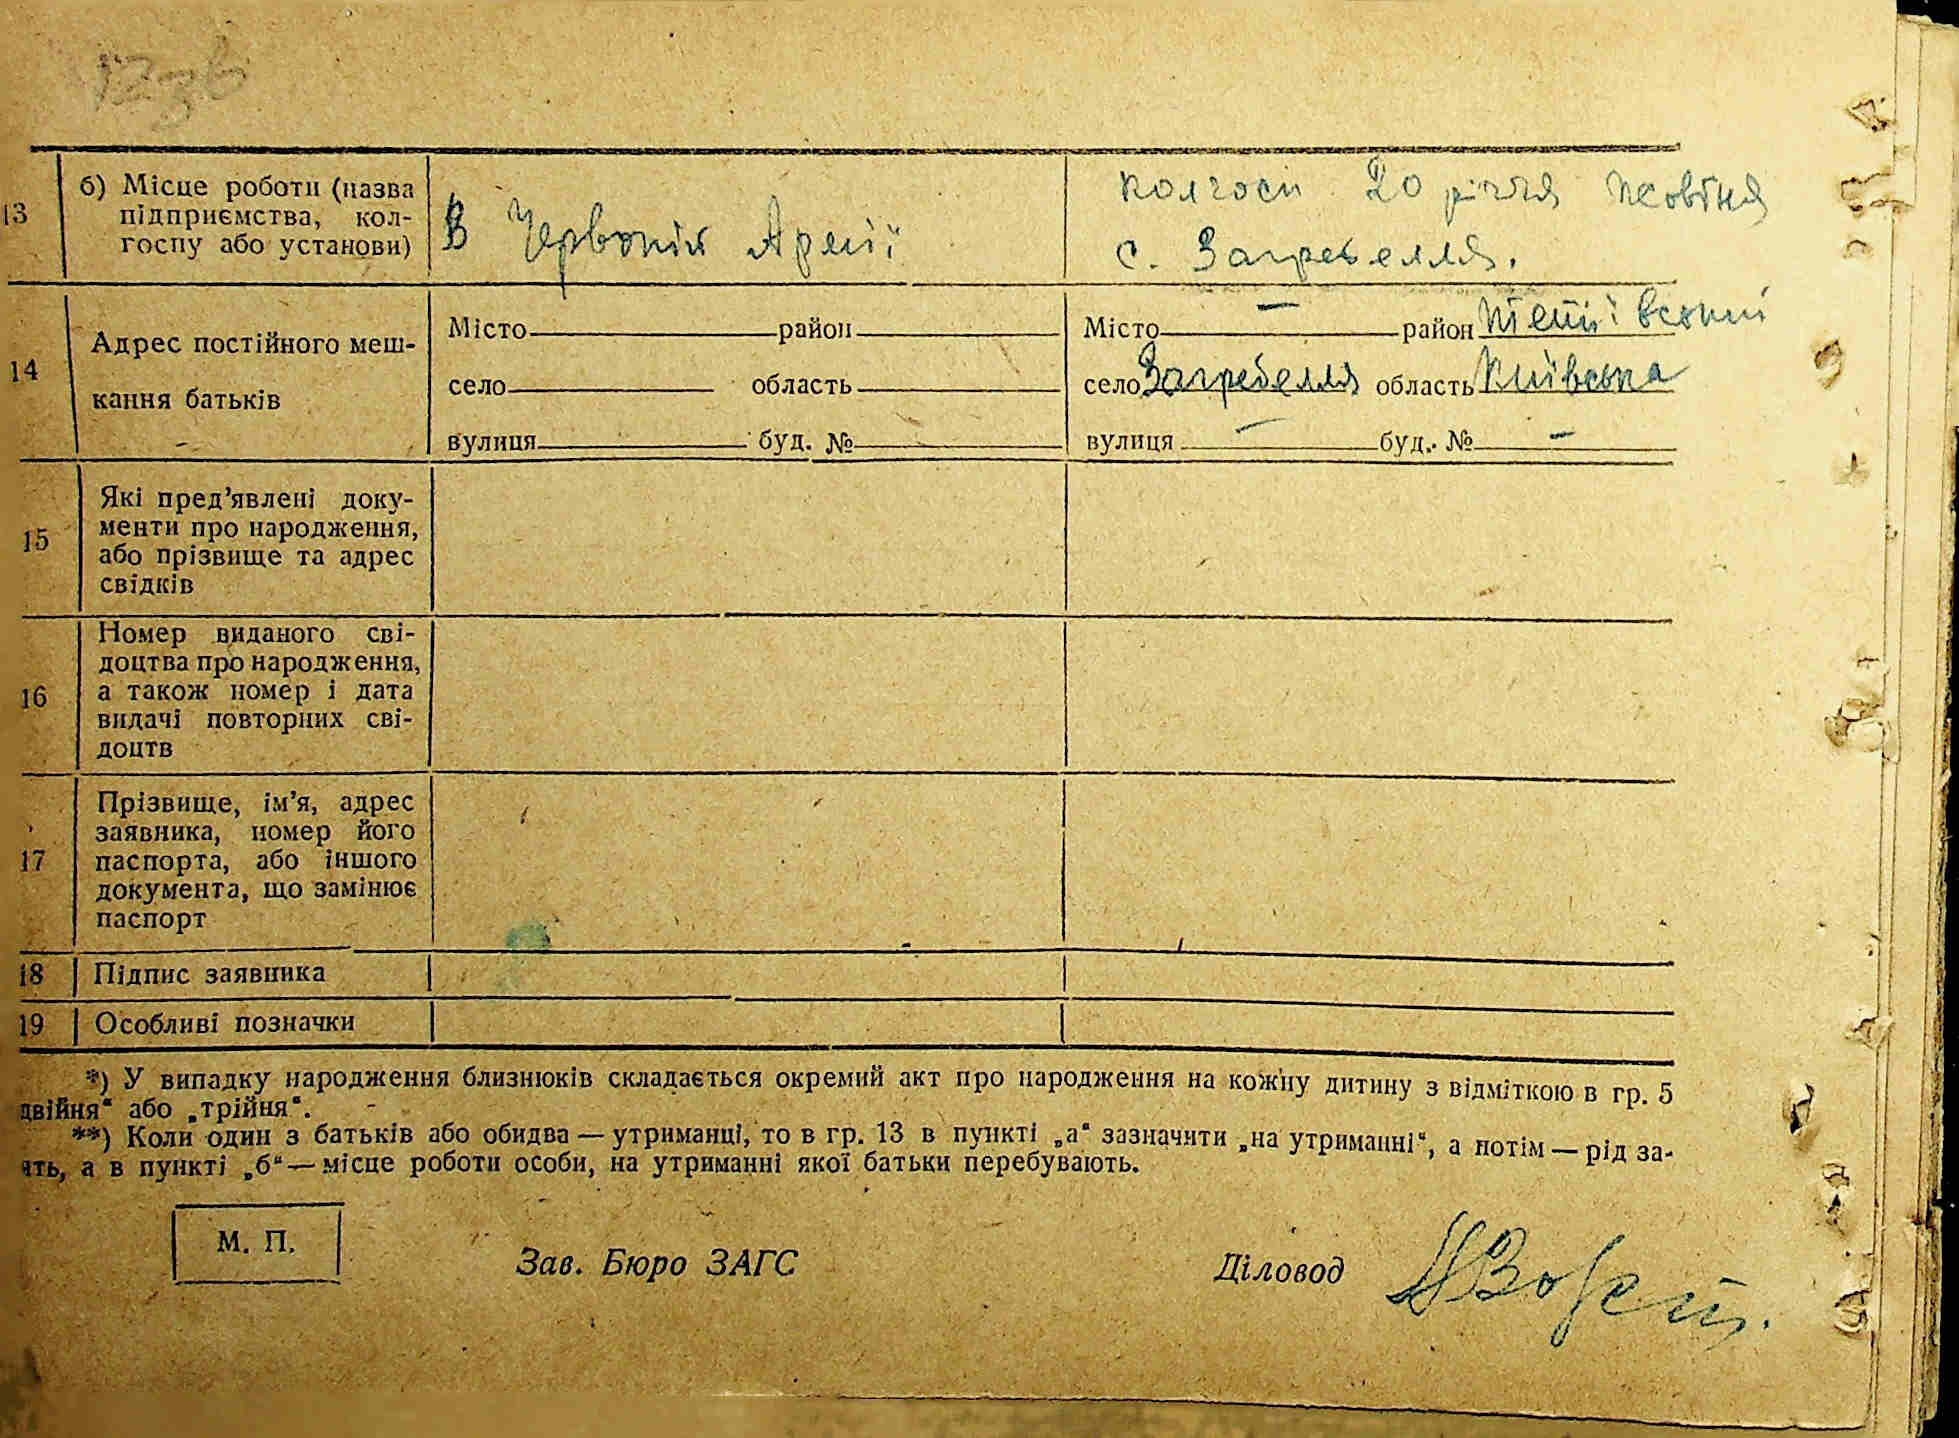 123б
13 б) Місце роботи (назва підприємства, колгоспу або установи)
В Червоній Армії
колгосп 20 річчя жовтня
с. Загребелля.
14 Адрес постійного мешкання батьків
Місто район
село область
вулиця буд. №
Місто — район Тетіївский
село Загребелля область Київська
вулиця — буд. № —
15 Які пред'явлені доку-
менти про народження,
або прізвище та адрес
свідків
16 Номер виданого сві-
доцтва про народження,
а також номер і дата
видачі повторних сві-
доцтв
17 Прізвище, ім'я, адрес
заявника, номер його
паспорта, або іншого
документа, що замінює
паспорт
18 Підпис заявника
19 Особливі позначки
*) У випадку народження близнюків складається окремий акт про народження на кожну дитину з відміткою в гр. 5
двійня" або „трійня".
**) Коли один з батьків або обидва — утриманці, то в гр. 13 в пункті „а" зазначити „на утриманні", а потім — рід за-
ять, а в пункті „б" — місце роботи особи, на утриманні якої батьки перебувають.
М. П.
Зав. Бюро ЗАГС
Діловод